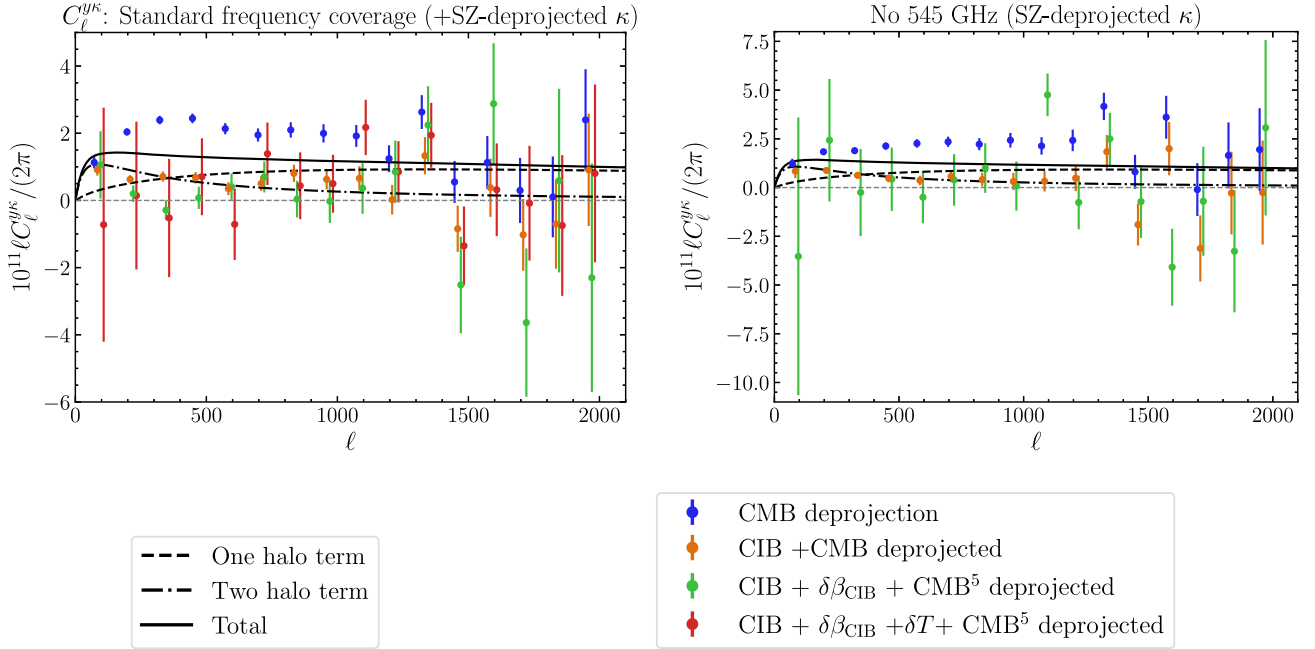 $C_\ell^{y\kappa}$: Standard frequency coverage (+SZ-deprojected $\kappa$)
$10^{11}\ell C_\ell^{y\kappa}/(2\pi)$
4
2
0
−2
−4
−6
0 500 1000 1500 2000
$\ell$
No 545 GHz (SZ-deprojected $\kappa$)
$10^{11}\ell C_\ell^{y\kappa}/(2\pi)$
7.5
5.0
2.5
0.0
−2.5
−5.0
−7.5
−10.0
0 500 1000 1500 2000
$\ell$
One halo term
Two halo term
Total
CMB deprojection
CIB +CMB deprojected
CIB + $\delta\beta_{\rm CIB}$ + CMB$^5$ deprojected
CIB + $\delta\beta_{\rm CIB}$ +$\delta T$+ CMB$^5$ deprojected